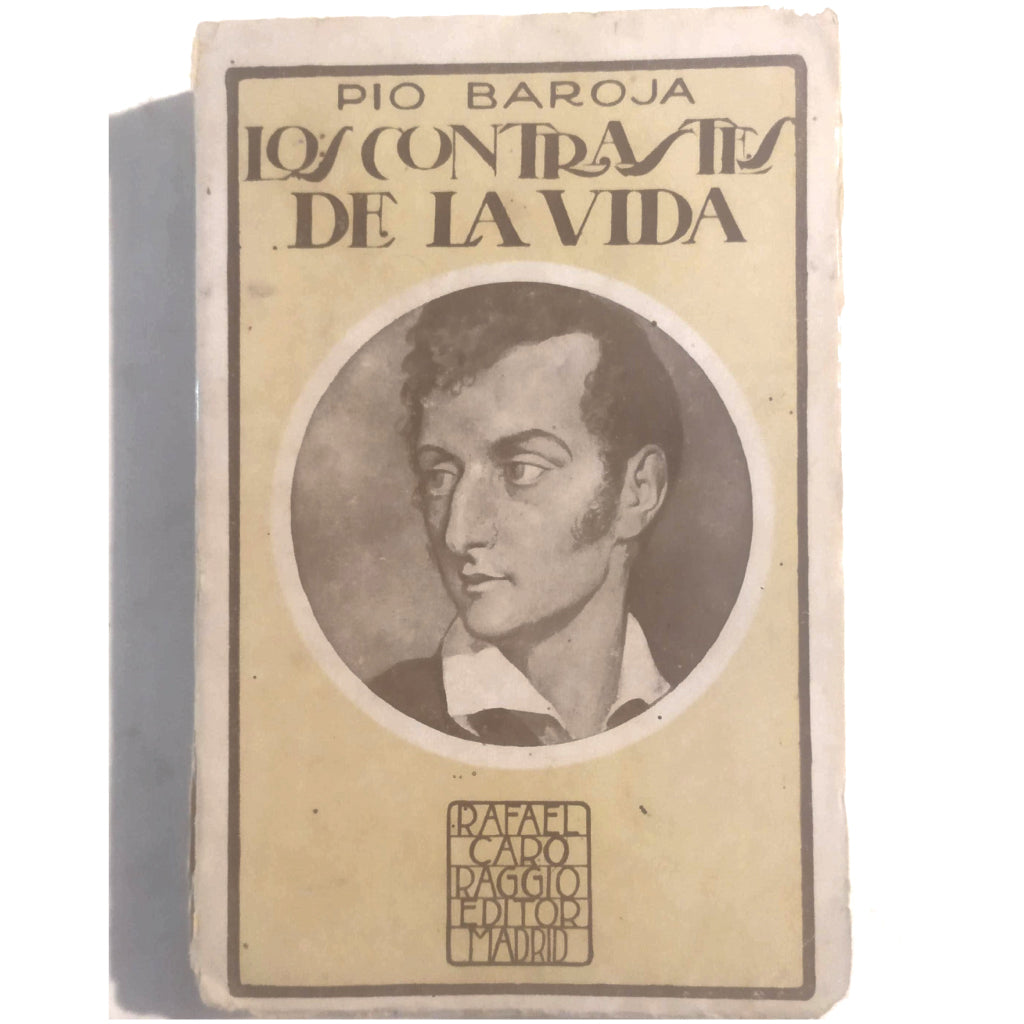 PIO BAROJA
LOS CONTRASTES
DE LA VIDA
RAFAEL
CARO
RAGGIO
EDITOR
MADRID